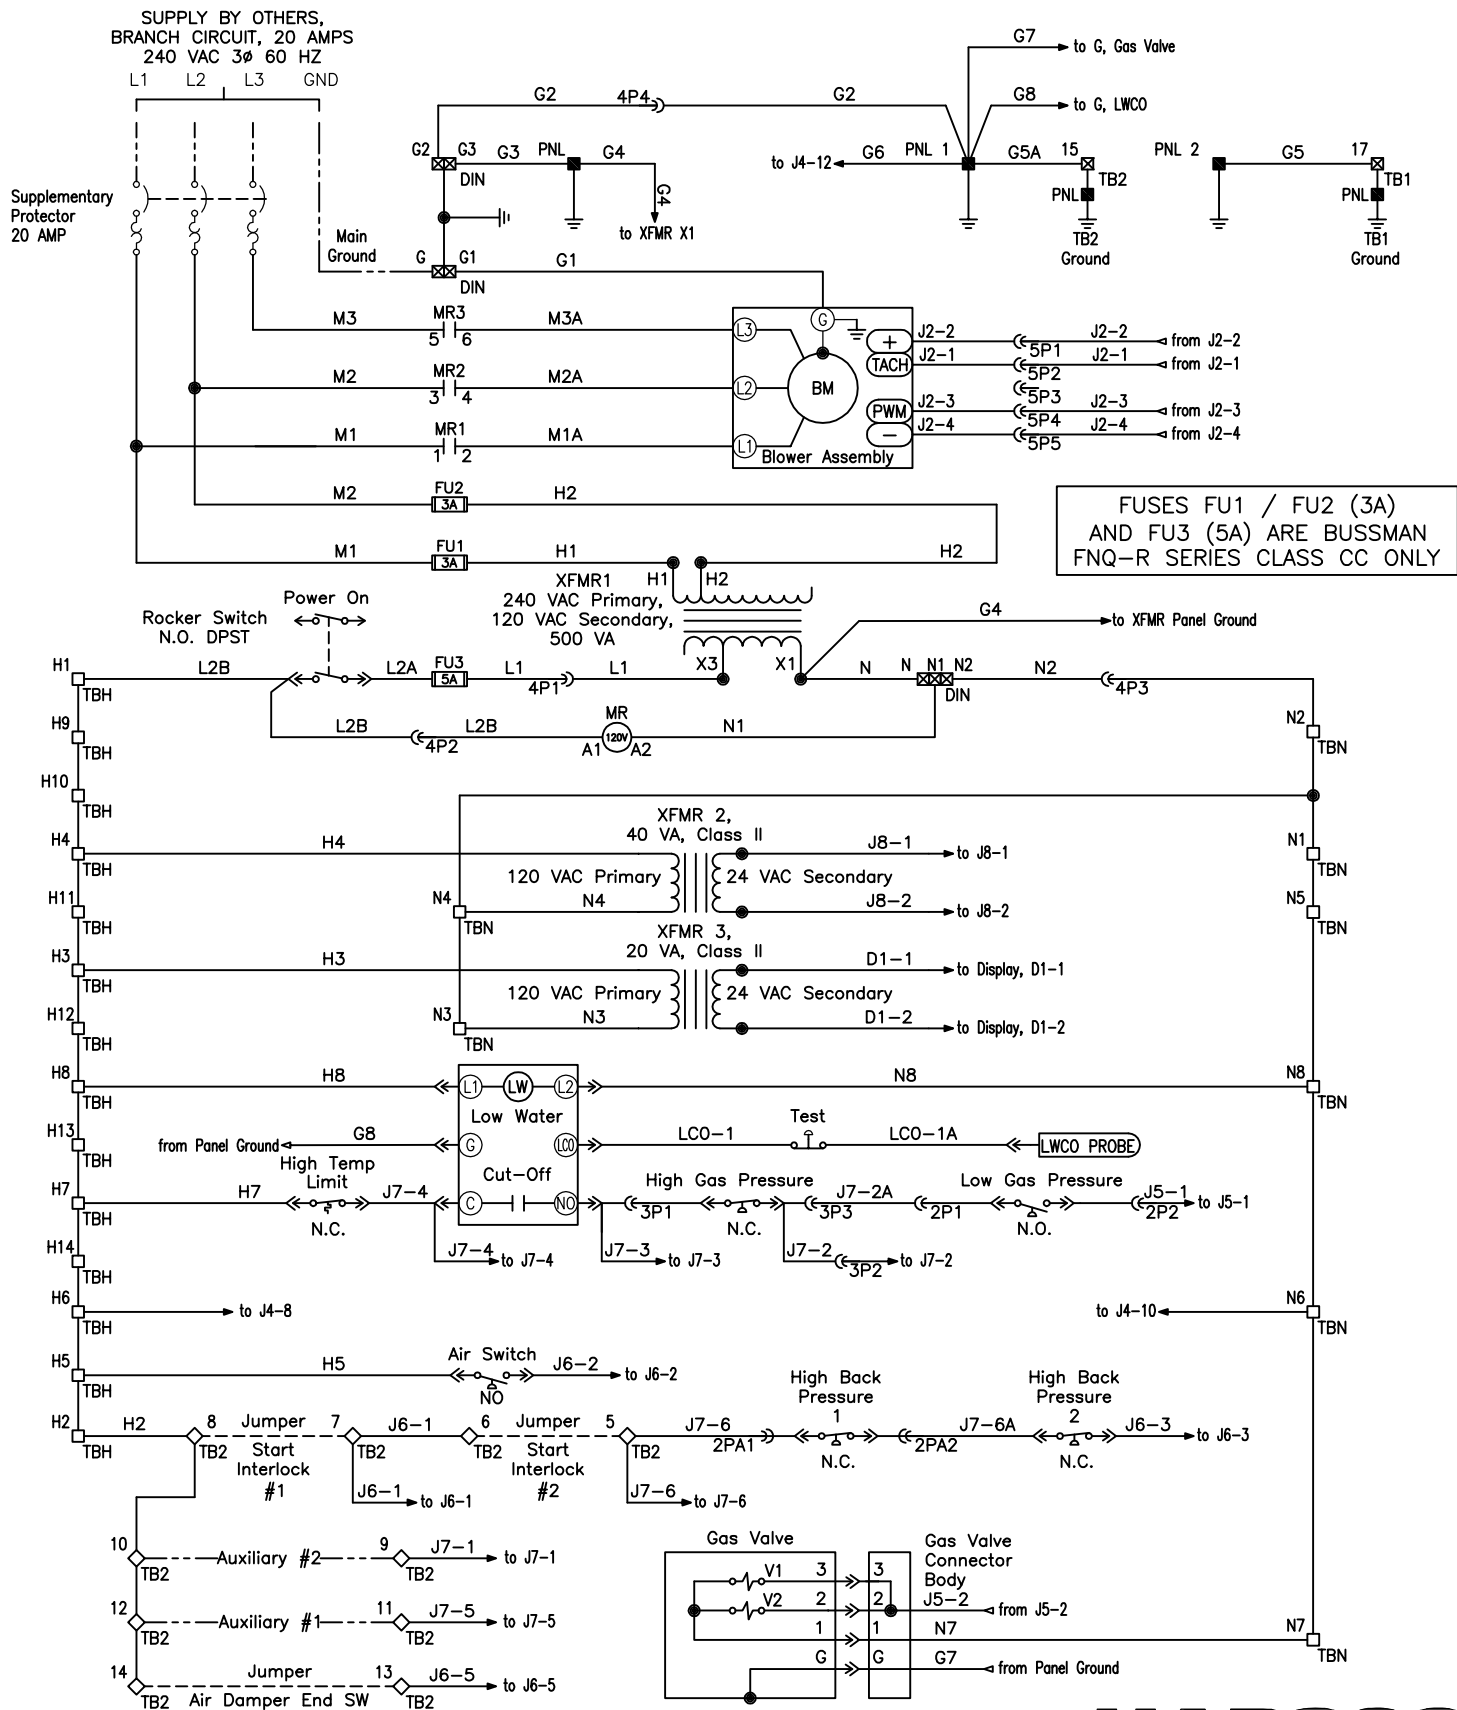 SUPPLY BY OTHERS,
BRANCH CIRCUIT, 20 AMPS
240 VAC 3ø 60 HZ
L1 L2 L3 GND
G7 to G, Gas Valve
G2 4P4 G2 G8 to G, LWCO
G2 G3 G3 PNL G4 to J4-12 G6 PNL 1 G5A 15 PNL 2 G5 17
DIN TB2 TB1
Supplementary
Protector
20 AMP
G4 PNL PNL
to XFMR X1
TB2
Ground
TB1
Ground
Main
Ground
G G1 G1
DIN
M3 MR3 M3A
5 6
M2 MR2 M2A
3 4
M1 MR1 M1A
1 2
G
L3 + J2-2 J2-2 from J2-2
5P1
TACH J2-1 J2-1 from J2-1
5P2
L2 BM
5P3
PWM J2-3 J2-3 from J2-3
5P4
L1 - J2-4 J2-4 from J2-4
5P5
Blower Assembly
M2 FU2 H2
3A
M1 FU1 H1 H2
3A
FUSES FU1 / FU2 (3A)
AND FU3 (5A) ARE BUSSMAN
FNQ-R SERIES CLASS CC ONLY
H1 H2
XFMR1
240 VAC Primary,
120 VAC Secondary,
500 VA
G4 to XFMR Panel Ground
Power On
Rocker Switch
N.O. DPST
X3 X1
H1 L2B L2A FU3 L1 L1 N N N1 N2 N2
TBH 5A 4P1 DIN 4P3
H9 L2B L2B MR N1 N2
TBH 4P2 A1 120V A2 TBN
H10
TBH
XFMR 2,
40 VA, Class II
H4 H4 J8-1 to J8-1 N1
TBH TBN
120 VAC Primary 24 VAC Secondary
H11 N4 N4 J8-2 to J8-2 N5
TBH TBN TBN
XFMR 3,
20 VA, Class II
H3 H3 D1-1 to Display, D1-1
TBH
120 VAC Primary 24 VAC Secondary
H12 N3 N3 D1-2 to Display, D1-2
TBH TBN
H8 H8 L1 LW L2 N8 N8
TBH TBN
Low Water
H13 from Panel Ground G8 G LCO LCO-1 Test LCO-1A LWCO PROBE
TBH
High Temp
Limit
Cut-Off
High Gas Pressure
Low Gas Pressure
H7 H7 J7-4 C NO J7-2A J5-1 to J5-1
TBH N.C. 3P1 N.C. 3P3 2P1 N.O. 2P2
H14 J7-4 to J7-4 J7-3 to J7-3 J7-2 to J7-2
TBH 3P2
H6 to J4-8 to J4-10 N6
TBH TBN
Air Switch
H5 H5 J6-2 to J6-2
TBH NO
High Back
Pressure
1
High Back
Pressure
2
H2 H2 8 Jumper 7 J6-1 6 Jumper 5 J7-6 J7-6A J6-3 to J6-3
TBH TB2 TB2 TB2 TB2 2PA1 N.C. 2PA2 N.C.
Start
Interlock
#1
Start
Interlock
#2
J6-1 to J6-1 J7-6 to J7-6
10 Auxiliary #2 9 J7-1 to J7-1
TB2 TB2
12 Auxiliary #1 11 J7-5 to J7-5
TB2 TB2
14 Jumper 13 J6-5 to J6-5
TB2 Air Damper End SW TB2
Gas Valve
Gas Valve
Connector
Body
V1 3 3
V2 2 2 J5-2 from J5-2
1 1 N7 N7
TBN
G G G7 from Panel Ground